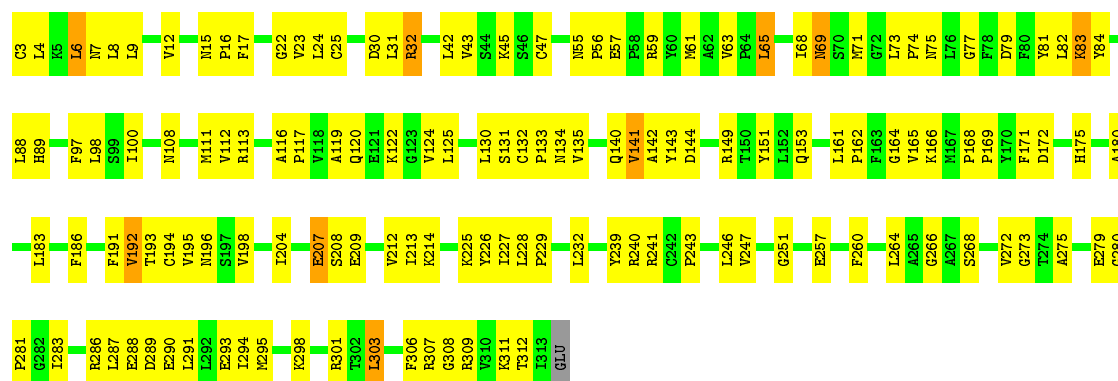 C3 L4 K5 L6 N7 L8 L9 V12 N15 P16 F17 G22 V23 L24 C25 D30 L31 R32 L42 V43 S44 K45 S46 C47 N55 P56 E57 P58 R59 Y60 M61 A62 V63 P64 L65 I68 N69 S70 M71 G72 L73 P74 N75 L76 G77 F78 D79 F80 Y81 L82 K83 Y84
L88 H89 F97 L98 S99 I100 N108 M111 V112 R113 A116 P117 V118 A119 Q120 E121 K122 G123 V124 L125 L130 S131 C132 P133 N134 V135 Q140 V141 A142 Y143 D144 R149 T150 Y151 L152 Q153 L161 P162 F163 G164 V165 K166 M167 P168 P169 Y170 F171 D172 H175 A180
L183 F186 F191 V192 T193 C194 V195 N196 S197 V198 I204 E207 S208 E209 V212 I213 K214 K225 Y226 I227 L228 P229 L232 Y239 R240 R241 C242 P243 L246 V247 G251 E257 F260 L264 A265 G266 A267 S268 V272 G273 T274 A275 E279
P281 G282 I283 R286 L287 E288 D289 E290 L291 L292 E293 I294 M295 K298 R301 T302 L303 F306 R307 G308 R309 V310 K311 T312 I313 GLU